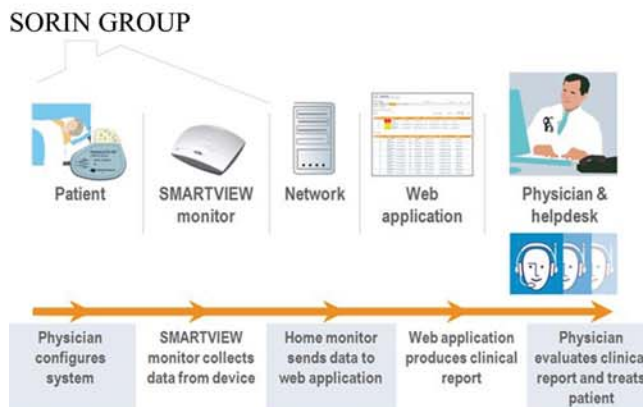 SORIN GROUP
Patient
SMARTVIEW
monitor
Network
Web
application
Physician &
helpdesk
Physician
configures
system
SMARTVIEW
monitor collects
data from device
Home monitor
sends data to
web application
Web application
produces clinical
report
Physician
evaluates clinical
report and treats
patient